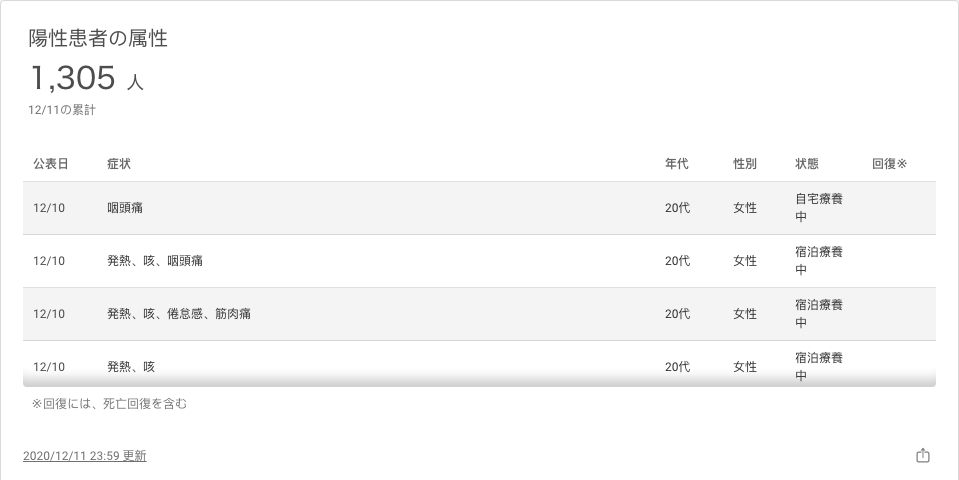 陽性患者の属性
1,305 人
12/11の累計
公表日 症状 年代 性別 状態 回復※
12/10 咽頭痛 20代 女性 自宅療養中
12/10 発熱、咳、咽頭痛 20代 女性 宿泊療養中
12/10 発熱、咳、倦怠感、筋肉痛 20代 女性 宿泊療養中
12/10 発熱、咳 20代 女性 宿泊療養中
※回復には、死亡回復を含む
2020/12/11 23:59 更新